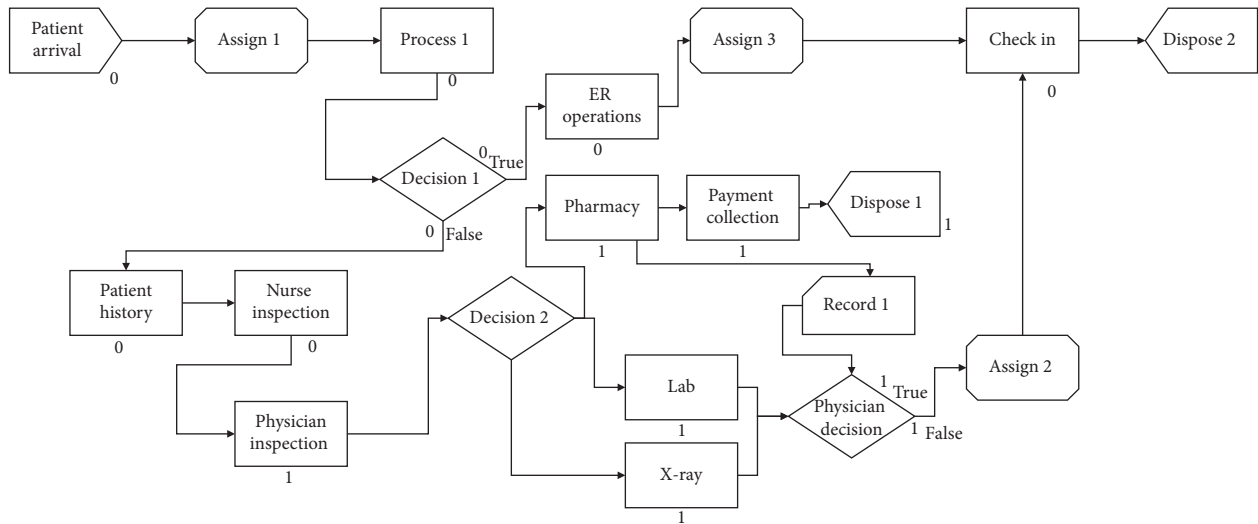 Patient
arrival
0
Assign 1
Process 1
0
Assign 3
Check in
0
Dispose 2
ER
operations
0
Decision 1
0
True
0
False
Pharmacy
1
Payment
collection
1
Dispose 1
1
Patient
history
0
Nurse
inspection
0
Decision 2
Record 1
Physician
inspection
1
Lab
1
X-ray
1
Physician
decision
1
True
1
False
Assign 2